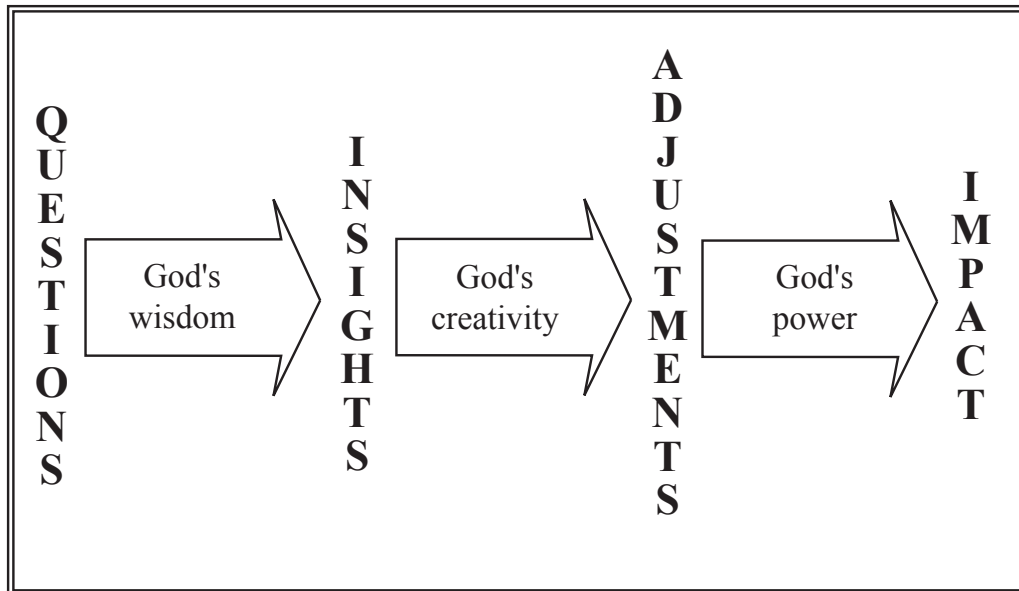 QUESTIONS
God's
wisdom
INSIGHTS
God's
creativity
ADJUSTMENTS
God's
power
IMPACT